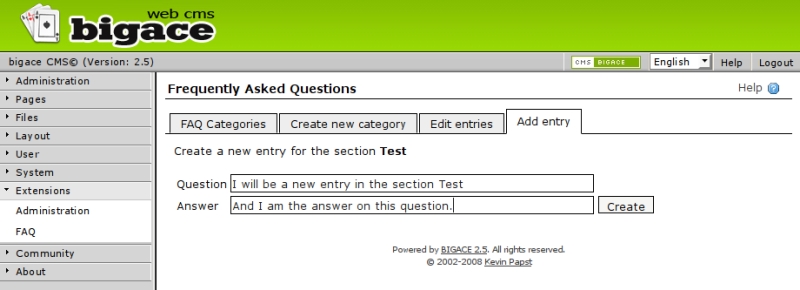 web cms
bigace
bigace CMS© (Version: 2.5)
CMS BIGACE
English
Help
Logout
Administration
Pages
Files
Layout
User
System
Extensions
Administration
FAQ
Community
About
Frequently Asked Questions
Help
FAQ Categories
Create new category
Edit entries
Add entry
Create a new entry for the section Test
Question I will be a new entry in the section Test
Answer And I am the answer on this question. Create
Powered by BIGACE 2.5. All rights reserved.
© 2002-2008 Kevin Papst